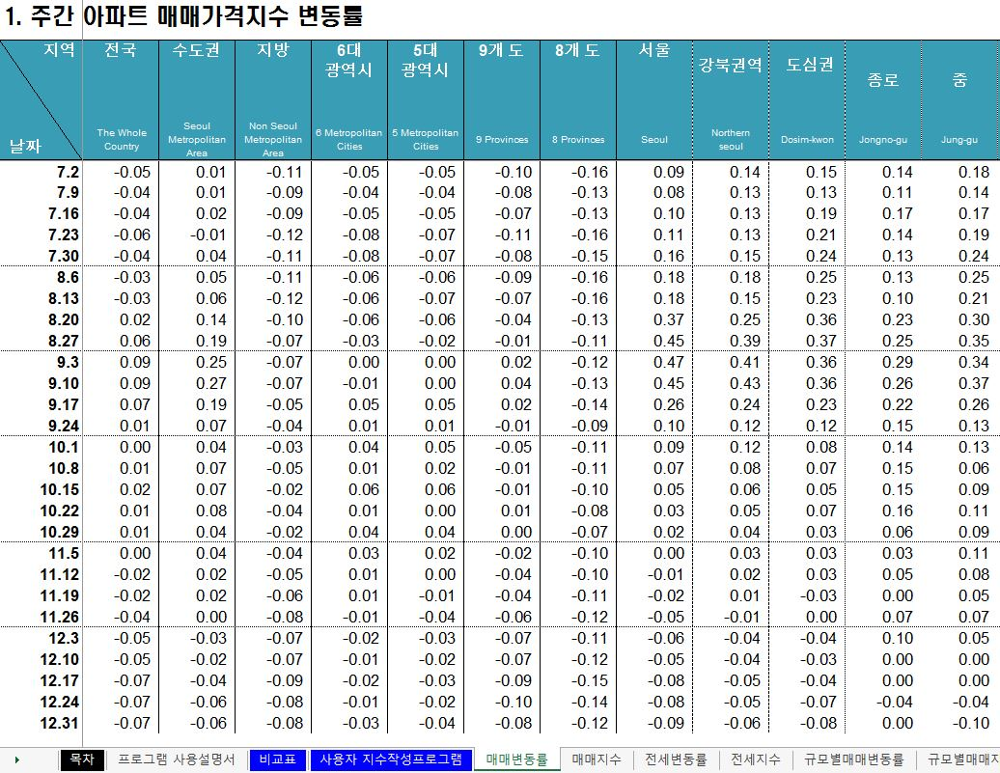 1. 주간 아파트 매매가격지수 변동률
지역 전국 수도권 지방 6대 광역시 5대 광역시 9개 도 8개 도 서울 강북권역 도심권 종로 중
날짜 The Whole Country Seoul Metropolitan Area Non Seoul Metropolitan Area 6 Metropolitan Cities 5 Metropolitan Cities 9 Provinces 8 Provinces Seoul Northern seoul Dosim-kwon Jongno-gu Jung-gu
7.2 -0.05 0.01 -0.11 -0.05 -0.05 -0.10 -0.16 0.09 0.14 0.15 0.14 0.18
7.9 -0.04 0.01 -0.09 -0.04 -0.04 -0.08 -0.13 0.08 0.13 0.13 0.11 0.14
7.16 -0.04 0.02 -0.09 -0.05 -0.05 -0.07 -0.13 0.10 0.13 0.19 0.17 0.17
7.23 -0.06 -0.01 -0.12 -0.08 -0.07 -0.11 -0.16 0.11 0.13 0.21 0.14 0.19
7.30 -0.04 0.04 -0.11 -0.08 -0.07 -0.08 -0.15 0.16 0.15 0.24 0.13 0.24
8.6 -0.03 0.05 -0.11 -0.06 -0.06 -0.09 -0.16 0.18 0.18 0.25 0.13 0.25
8.13 -0.03 0.06 -0.12 -0.06 -0.07 -0.07 -0.16 0.18 0.15 0.23 0.10 0.21
8.20 0.02 0.14 -0.10 -0.06 -0.06 -0.04 -0.13 0.37 0.25 0.36 0.23 0.30
8.27 0.06 0.19 -0.07 -0.03 -0.02 -0.01 -0.11 0.45 0.39 0.37 0.25 0.35
9.3 0.09 0.25 -0.07 0.00 0.00 0.02 -0.12 0.47 0.41 0.36 0.29 0.34
9.10 0.09 0.27 -0.07 -0.01 0.00 0.04 -0.13 0.45 0.43 0.36 0.26 0.37
9.17 0.07 0.19 -0.05 0.05 0.05 0.02 -0.14 0.26 0.24 0.23 0.22 0.26
9.24 0.01 0.07 -0.04 0.01 0.01 -0.01 -0.09 0.10 0.12 0.12 0.15 0.13
10.1 0.00 0.04 -0.03 0.04 0.05 -0.05 -0.11 0.09 0.12 0.08 0.14 0.13
10.8 0.01 0.07 -0.05 0.01 0.02 -0.01 -0.11 0.07 0.08 0.07 0.15 0.06
10.15 0.02 0.07 -0.02 0.06 0.06 -0.01 -0.10 0.05 0.06 0.05 0.15 0.09
10.22 0.01 0.08 -0.04 0.01 0.00 0.01 -0.08 0.03 0.05 0.07 0.16 0.11
10.29 0.01 0.04 -0.02 0.04 0.04 0.00 -0.07 0.02 0.04 0.03 0.06 0.09
11.5 0.00 0.04 -0.04 0.03 0.02 -0.02 -0.10 0.00 0.03 0.03 0.03 0.11
11.12 -0.02 0.02 -0.05 0.01 0.00 -0.04 -0.10 -0.01 0.02 0.03 0.05 0.08
11.19 -0.02 0.02 -0.06 0.01 -0.01 -0.04 -0.11 -0.02 0.01 -0.03 0.00 0.05
11.26 -0.04 0.00 -0.08 -0.01 -0.04 -0.06 -0.12 -0.05 -0.01 0.00 0.07 0.07
12.3 -0.05 -0.03 -0.07 -0.02 -0.03 -0.07 -0.11 -0.06 -0.04 -0.04 0.10 0.05
12.10 -0.05 -0.02 -0.07 -0.01 -0.02 -0.07 -0.12 -0.05 -0.04 -0.03 0.00 0.00
12.17 -0.07 -0.04 -0.09 -0.02 -0.03 -0.09 -0.15 -0.08 -0.05 -0.04 0.00 0.00
12.24 -0.07 -0.06 -0.08 -0.01 -0.02 -0.10 -0.14 -0.08 -0.05 -0.07 -0.04 -0.04
12.31 -0.07 -0.06 -0.08 -0.03 -0.04 -0.08 -0.12 -0.09 -0.06 -0.08 0.00 -0.10
목차 프로그램 사용설명서 비교표 사용자 지수작성프로그램 매매변동률 매매지수 전세변동률 전세지수 규모별매매변동률 규모별매매지